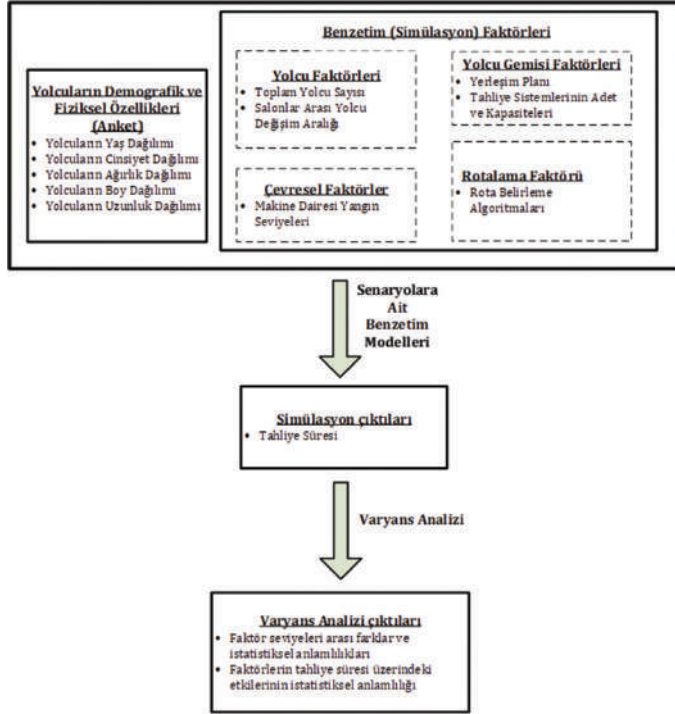 Benzetim (Simülasyon) Faktörleri
Yolcuların Demografik ve
Fiziksel Özellikleri
(Anket)
• Yolcuların Yaş Dağılımı
• Yolcuların Cinsiyet Dağılımı
• Yolcuların Ağırlık Dağılımı
• Yolcuların Boy Dağılımı
• Yolcuların Uzunluk Dağılımı
Yolcu Faktörleri
• Toplam Yolcu Sayısı
• Salonlar Arası Yolcu
Değişim Aralığı
Yolcu Gemisi Faktörleri
• Yerleşim Planı
• Tahliye Sistemlerinin Adet
ve Kapasiteleri
Çevresel Faktörler
• Makine Dairesi Yangın
Seviyeleri
Rotalama Faktörü
• Rota Belirleme
Algoritmaları
Senaryolara
Ait
Benzetim
Modelleri
Simülasyon çıktıları
• Tahliye Süresi
Varyans Analizi
Varyans Analizi çıktıları
• Faktör seviyeleri arası farklar ve
istatistiksel anlamlılıkları
• Faktörlerin tahliye süresi üzerindeki
etkilerinin istatistiksel anlamlılığı